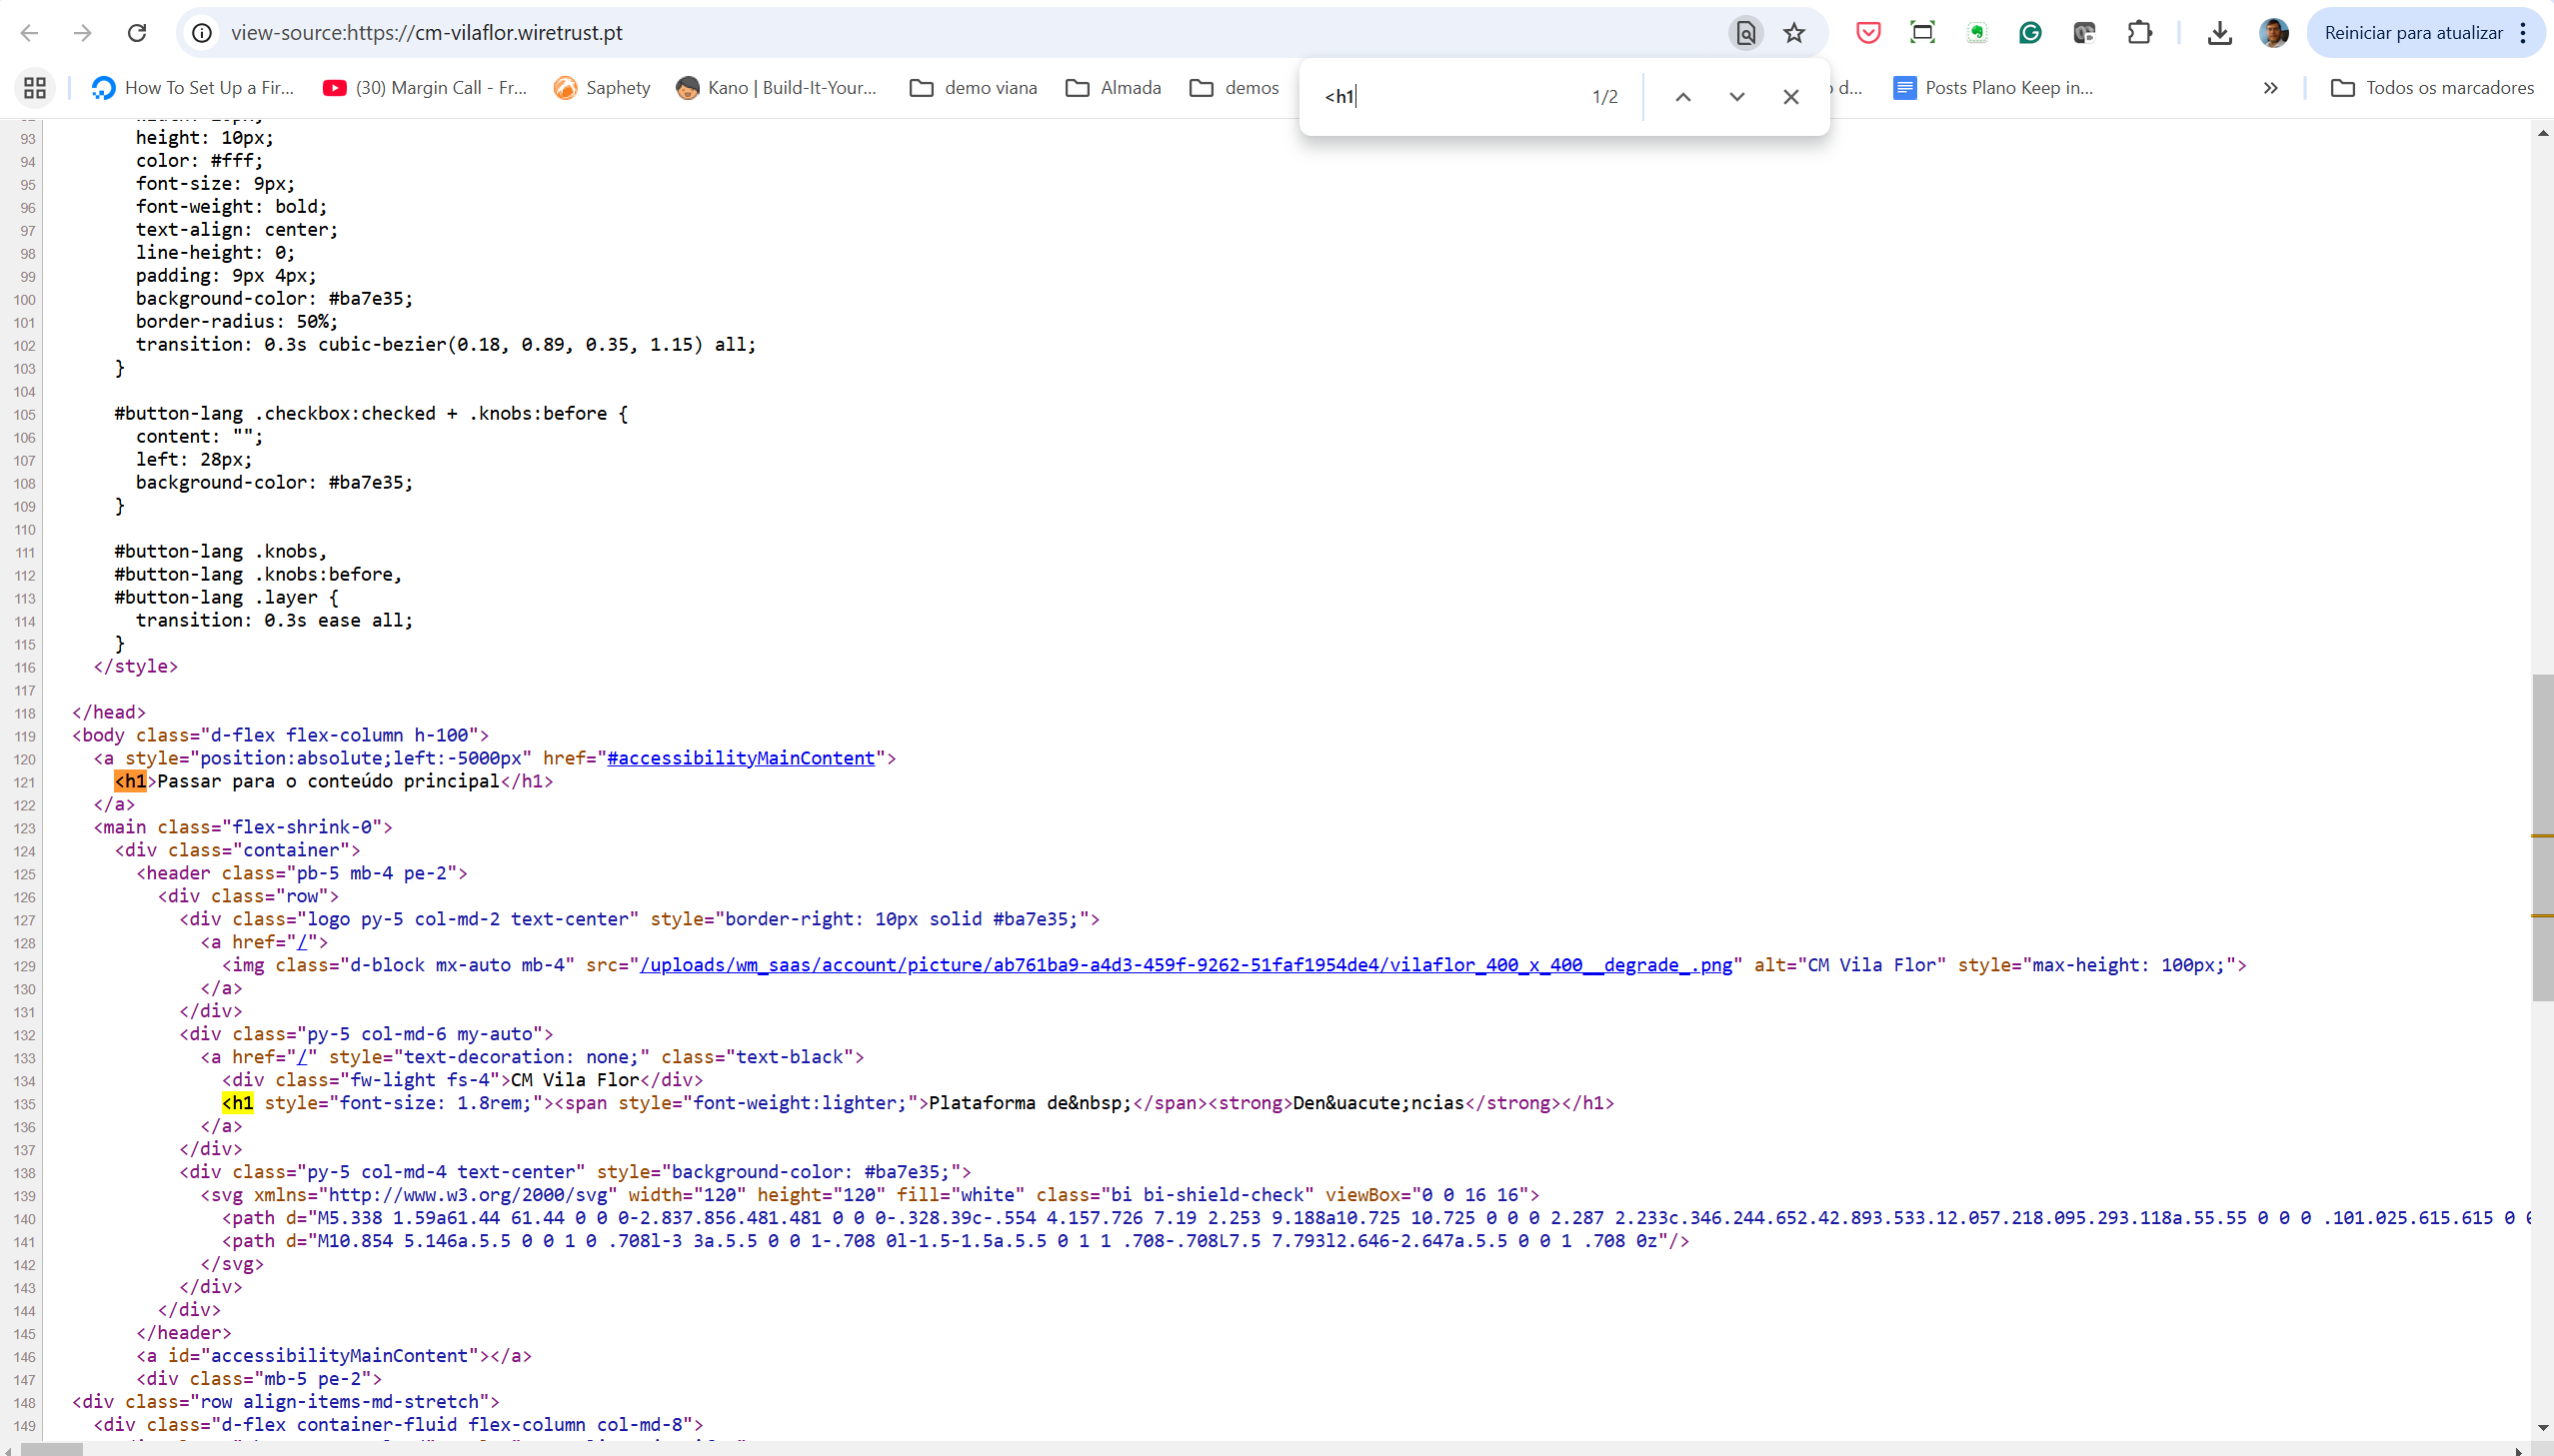 view-source:https://cm-vilaflor.wiretrust.pt
Reiniciar para atualizar
How To Set Up a Fir...
(30) Margin Call - Fr...
Saphety
Kano | Build-It-Your...
demo viana
Almada
demos
<h1
1/2
d...
Posts Plano Keep in...
»
Todos os marcadores
93 height: 10px;
94 color: #fff;
95 font-size: 9px;
96 font-weight: bold;
97 text-align: center;
98 line-height: 0;
99 padding: 9px 4px;
100 background-color: #ba7e35;
101 border-radius: 50%;
102 transition: 0.3s cubic-bezier(0.18, 0.89, 0.35, 1.15) all;
103 }
104
105 #button-lang .checkbox:checked + .knobs:before {
106 content: "";
107 left: 28px;
108 background-color: #ba7e35;
109 }
110
111 #button-lang .knobs,
112 #button-lang .knobs:before,
113 #button-lang .layer {
114 transition: 0.3s ease all;
115 }
116 </style>
117
118 </head>
119 <body class="d-flex flex-column h-100">
120 <a style="position:absolute;left:-5000px" href="#accessibilityMainContent">
121 <h1>Passar para o conteúdo principal</h1>
122 </a>
123 <main class="flex-shrink-0">
124 <div class="container">
125 <header class="pb-5 mb-4 pe-2">
126 <div class="row">
127 <div class="logo py-5 col-md-2 text-center" style="border-right: 10px solid #ba7e35;">
128 <a href="/">
129 <img class="d-block mx-auto mb-4" src="/uploads/wm_saas/account/picture/ab761ba9-a4d3-459f-9262-51faf1954de4/vilaflor_400_x_400__degrade_.png" alt="CM Vila Flor" style="max-height: 100px;">
130 </a>
131 </div>
132 <div class="py-5 col-md-6 my-auto">
133 <a href="/" style="text-decoration: none;" class="text-black">
134 <div class="fw-light fs-4">CM Vila Flor</div>
135 <h1 style="font-size: 1.8rem;"><span style="font-weight:lighter;">Plataforma de&nbsp;</span><strong>Den&uacute;ncias</strong></h1>
136 </a>
137 </div>
138 <div class="py-5 col-md-4 text-center" style="background-color: #ba7e35;">
139 <svg xmlns="http://www.w3.org/2000/svg" width="120" height="120" fill="white" class="bi bi-shield-check" viewBox="0 0 16 16">
140 <path d="M5.338 1.59a61.44 61.44 0 0 0-2.837.856.481.481 0 0 0-.328.39c-.554 4.157.726 7.19 2.253 9.188a10.725 10.725 0 0 0 2.287 2.233c.346.244.652.42.893.533.12.057.218.095.293.118a.55.55 0 0 0 .101.025.615.615 0 0
141 <path d="M10.854 5.146a.5.5 0 0 1 0 .708l-3 3a.5.5 0 0 1-.708 0l-1.5-1.5a.5.5 0 1 1 .708-.708L7.5 7.793l2.646-2.647a.5.5 0 0 1 .708 0z"/>
142 </svg>
143 </div>
144 </div>
145 </header>
146 <a id="accessibilityMainContent"></a>
147 <div class="mb-5 pe-2">
148 <div class="row align-items-md-stretch">
149 <div class="d-flex container-fluid flex-column col-md-8">